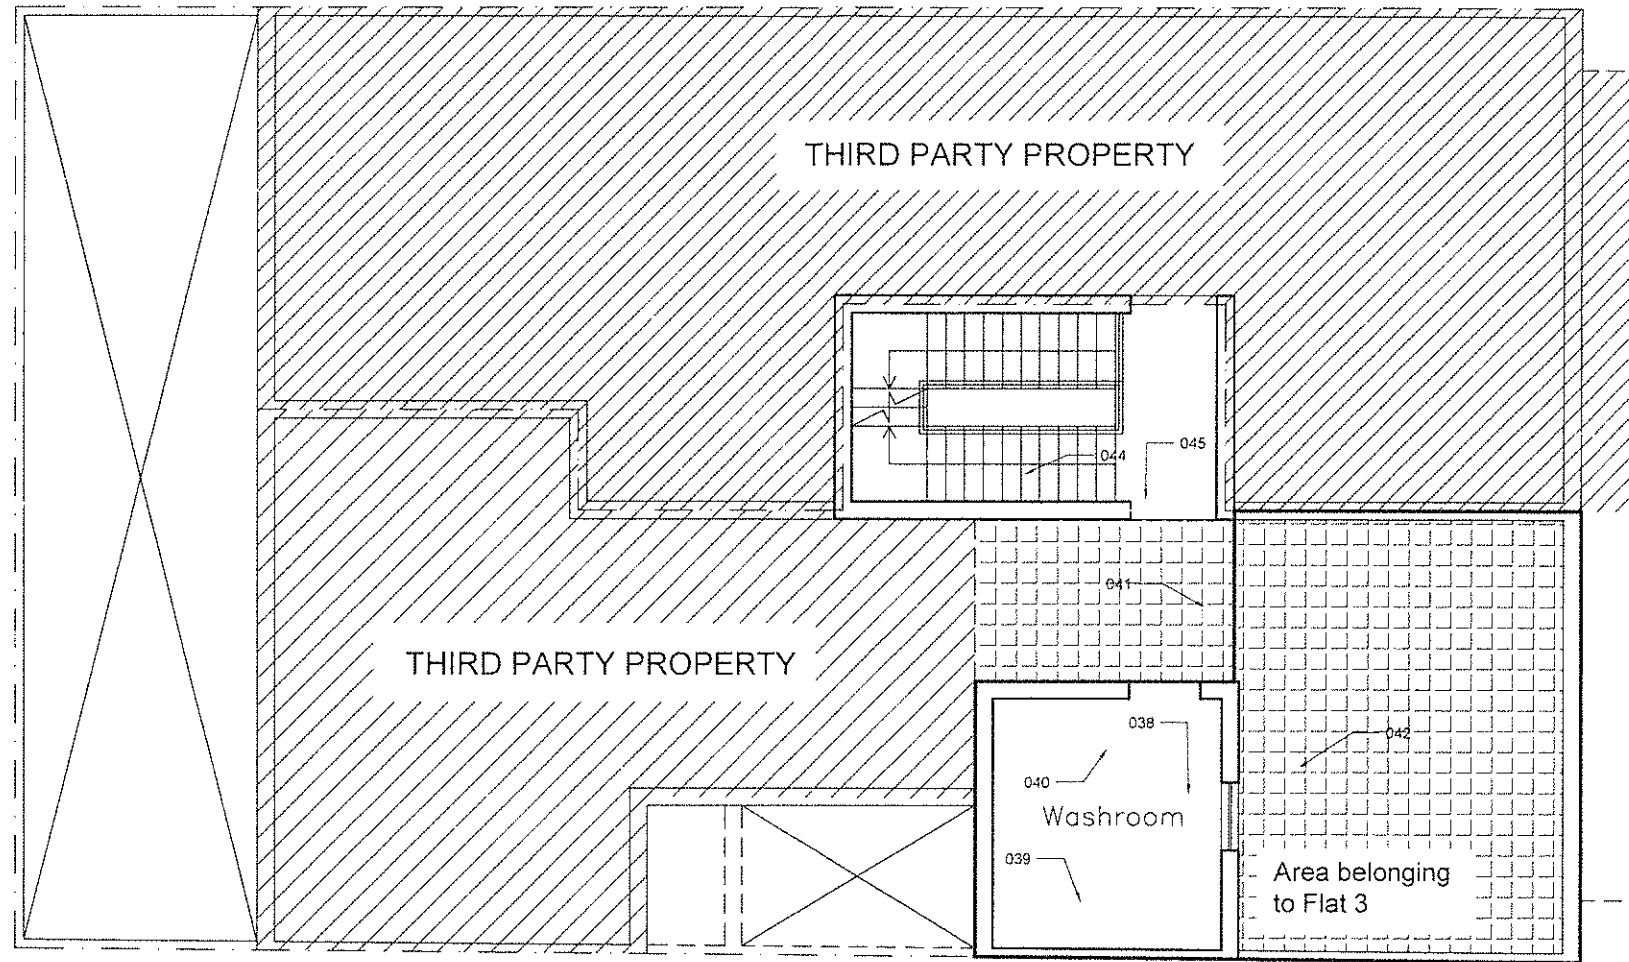 THIRD PARTY PROPERTY
045
044
041
THIRD PARTY PROPERTY
038
042
040
Washroom
039
Area belonging
to Flat 3